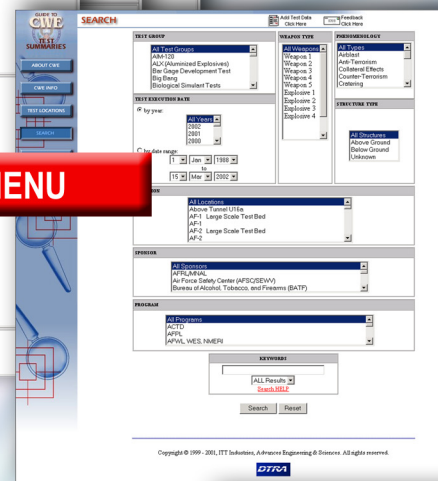 GUIDE TO
CWE
TEST
SUMMARIES
ABOUT CWE
CWE INFO
TEST LOCATIONS
SEARCH
SEARCH
Add Test Data
Click Here
Feedback
Click Here
TEST GROUP
All Test Groups
AIM-120
ALX (Aluminized Explosives)
Bar Gage Development Test
Big Bang
Biological Simulant Tests
WEAPON TYPE
All Weapons
Weapon 1
Weapon 2
Weapon 3
Weapon 4
Weapon 5
Explosive 1
Explosive 2
Explosive 3
Explosive 4
PHENOMENOLOGY
All Types
Airblast
Anti-Terrorism
Collateral Effects
Counter-Terrorism
Cratering
TEST EXECUTION DATE
by year:
All Years
2002
2001
2000
by date range:
1 Jan 1988
to
15 Mar 2002
STRUCTURE TYPE
All Structures
Above Ground
Below Ground
Unknown
ENU
ION
All Locations
Above Tunnel U16a
AF-1 Large Scale Test Bed
AF-1
AF-2 Large Scale Test Bed
AF-2
SPONSOR
All Sponsors
AFRL/MNAL
Air Force Safety Center (AFSC/SEWV)
Bureau of Alcohol, Tobacco, and Firearms (BATF)
PROGRAM
All Programs
ACTD
AFPL
AFWL, WES, NMERI
KEYWORDS
ALL Results
Search HELP
Search Reset
Copyright © 1999 - 2001, ITT Industries, Advances Engineering & Sciences. All rights reserved.
DTRA